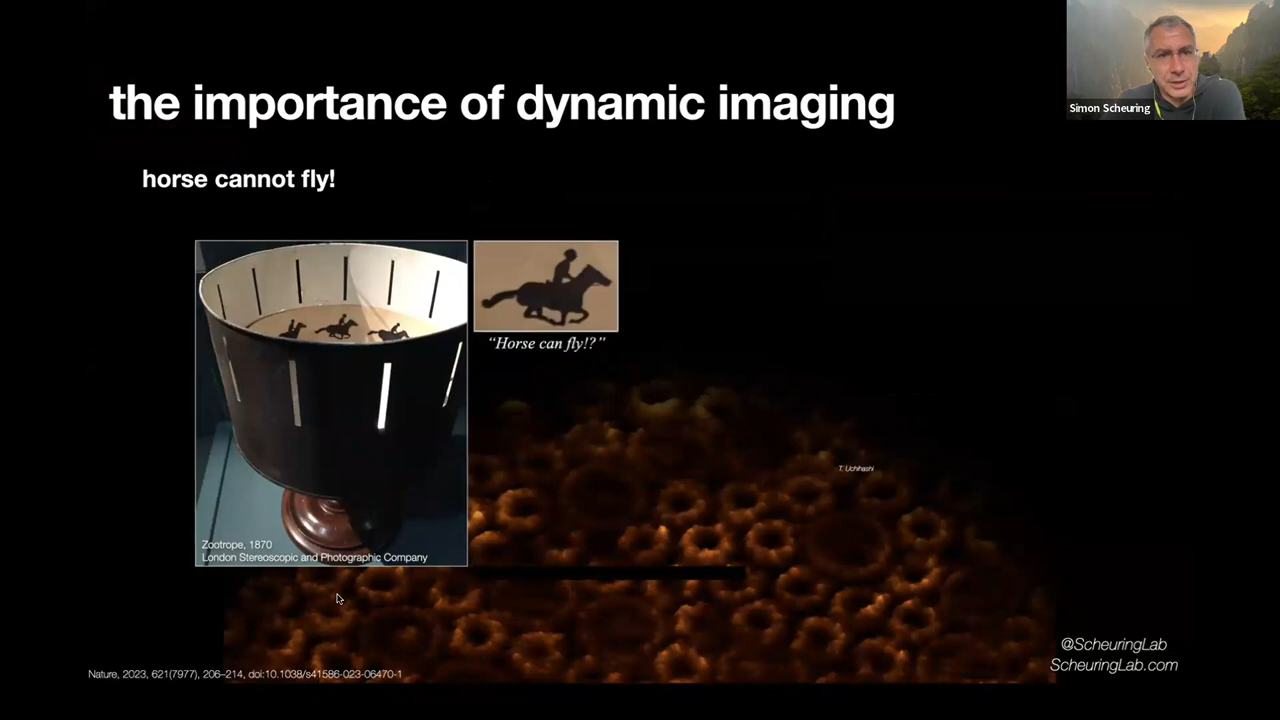 the importance of dynamic imaging
Simon Scheuring
horse cannot fly!
"Horse can fly!?"
T. Uchihashi
Zootrope, 1870
London Stereoscopic and Photographic Company
@ScheuringLab
ScheuringLab.com
Nature, 2023, 621(7977), 206–214, doi:10.1038/s41586-023-06470-1